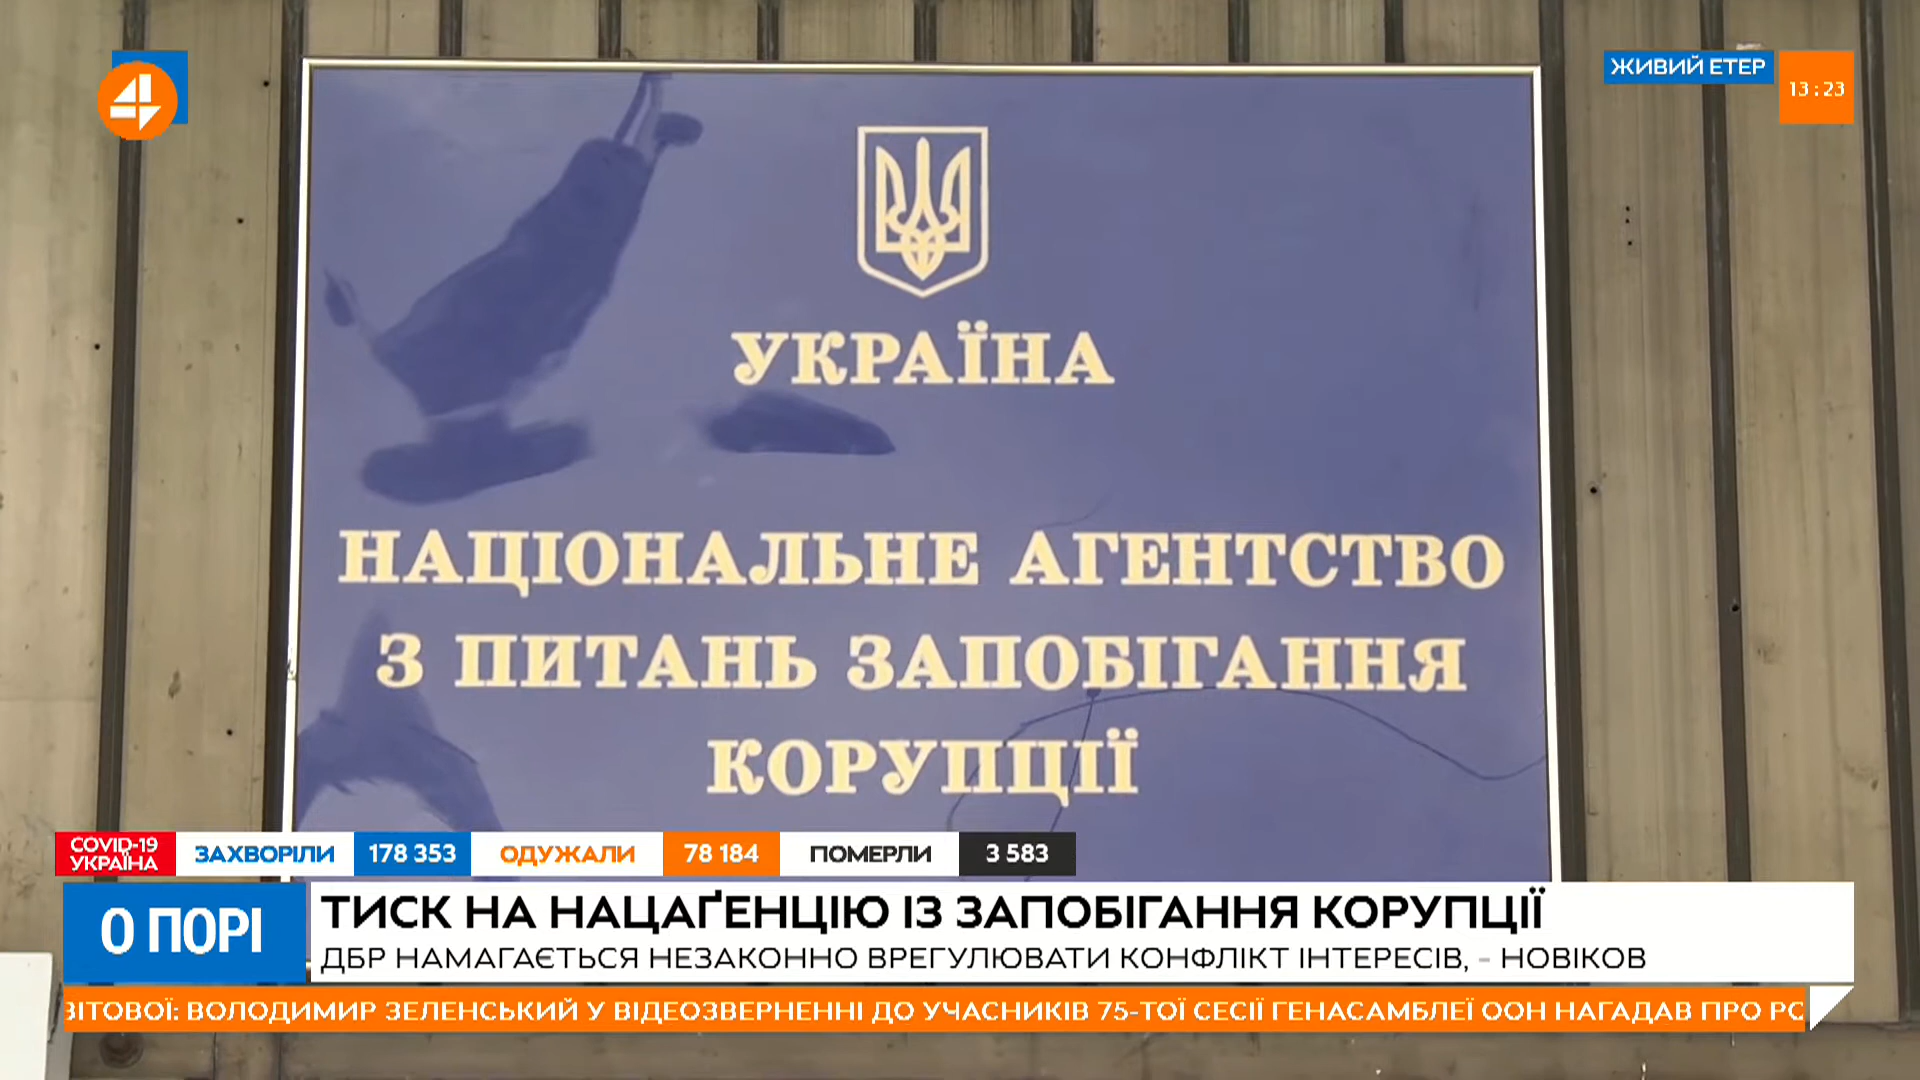 ЖИВИЙ ЕТЕР
13:23
УКРАЇНА
НАЦІОНАЛЬНЕ АГЕНТСТВО
З ПИТАНЬ ЗАПОБІГАННЯ
КОРУПЦІЇ
COVID-19
УКРАЇНА
ЗАХВОРІЛИ 178 353 ОДУЖАЛИ 78 184 ПОМЕРЛИ 3 583
О ПОРІ
ТИСК НА НАЦАҐЕНЦІЮ ІЗ ЗАПОБІГАННЯ КОРУПЦІЇ
ДБР НАМАГАЄТЬСЯ НЕЗАКОННО ВРЕГУЛЮВАТИ КОНФЛІКТ ІНТЕРЕСІВ, - НОВІКОВ
ВІТОВОЇ: ВОЛОДИМИР ЗЕЛЕНСЬКИЙ У ВІДЕОЗВЕРНЕННІ ДО УЧАСНИКІВ 75-ТОЇ СЕСІЇ ГЕНАСАМБЛЕЇ ООН НАГАДАВ ПРО РО